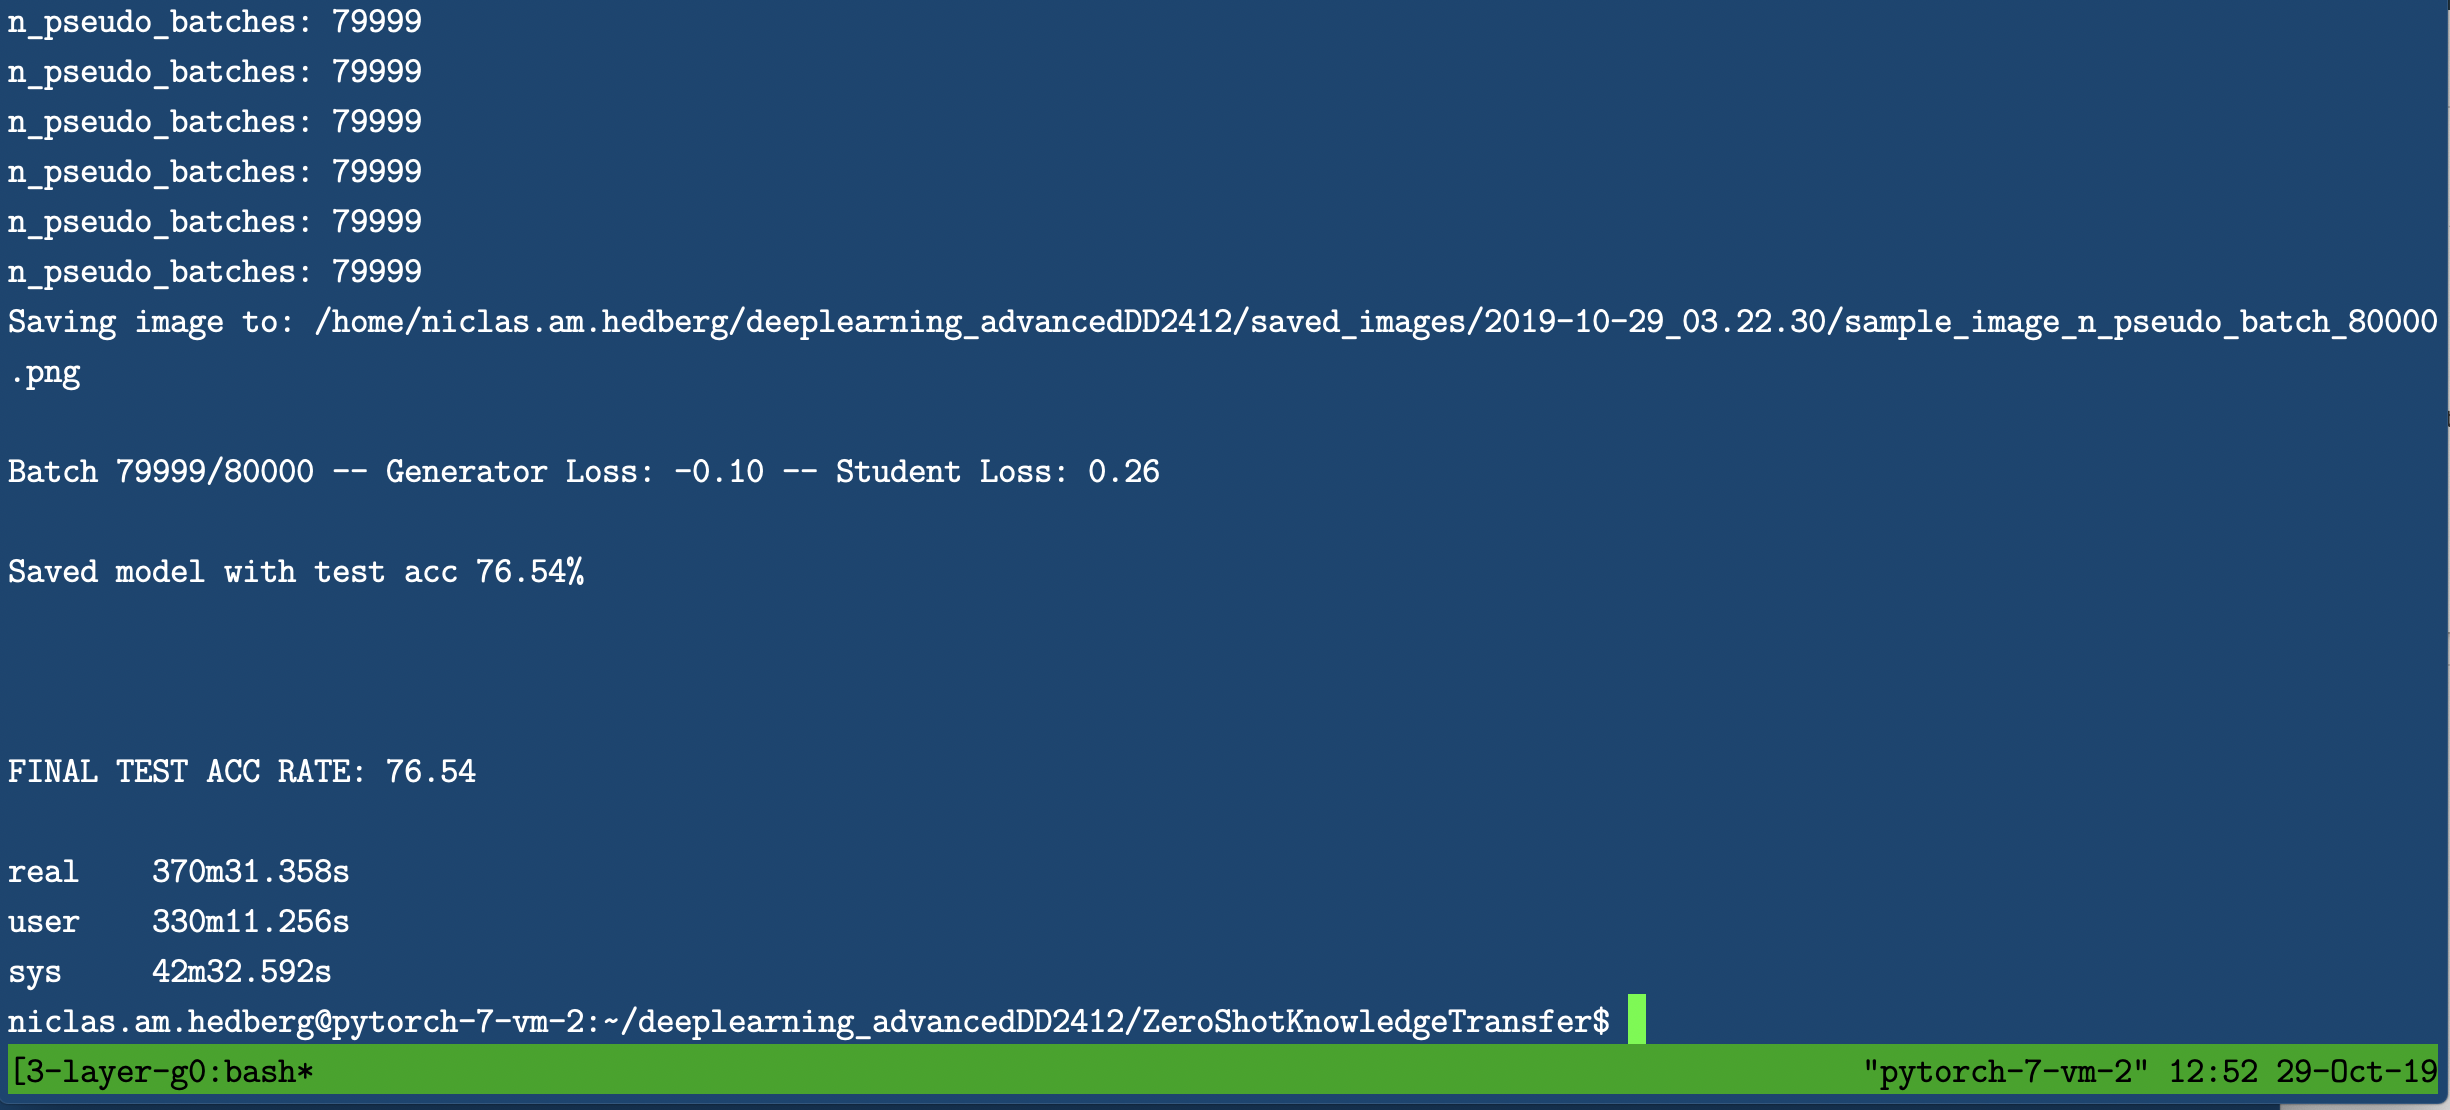 n_pseudo_batches: 79999
n_pseudo_batches: 79999
n_pseudo_batches: 79999
n_pseudo_batches: 79999
n_pseudo_batches: 79999
n_pseudo_batches: 79999
Saving image to: /home/niclas.am.hedberg/deeplearning_advancedDD2412/saved_images/2019-10-29_03.22.30/sample_image_n_pseudo_batch_80000
.png
Batch 79999/80000 -- Generator Loss: -0.10 -- Student Loss: 0.26
Saved model with test acc 76.54%
FINAL TEST ACC RATE: 76.54
real    370m31.358s
user    330m11.256s
sys     42m32.592s
niclas.am.hedberg@pytorch-7-vm-2:~/deeplearning_advancedDD2412/ZeroShotKnowledgeTransfer$
[3-layer-g0:bash* "pytorch-7-vm-2" 12:52 29-Oct-19